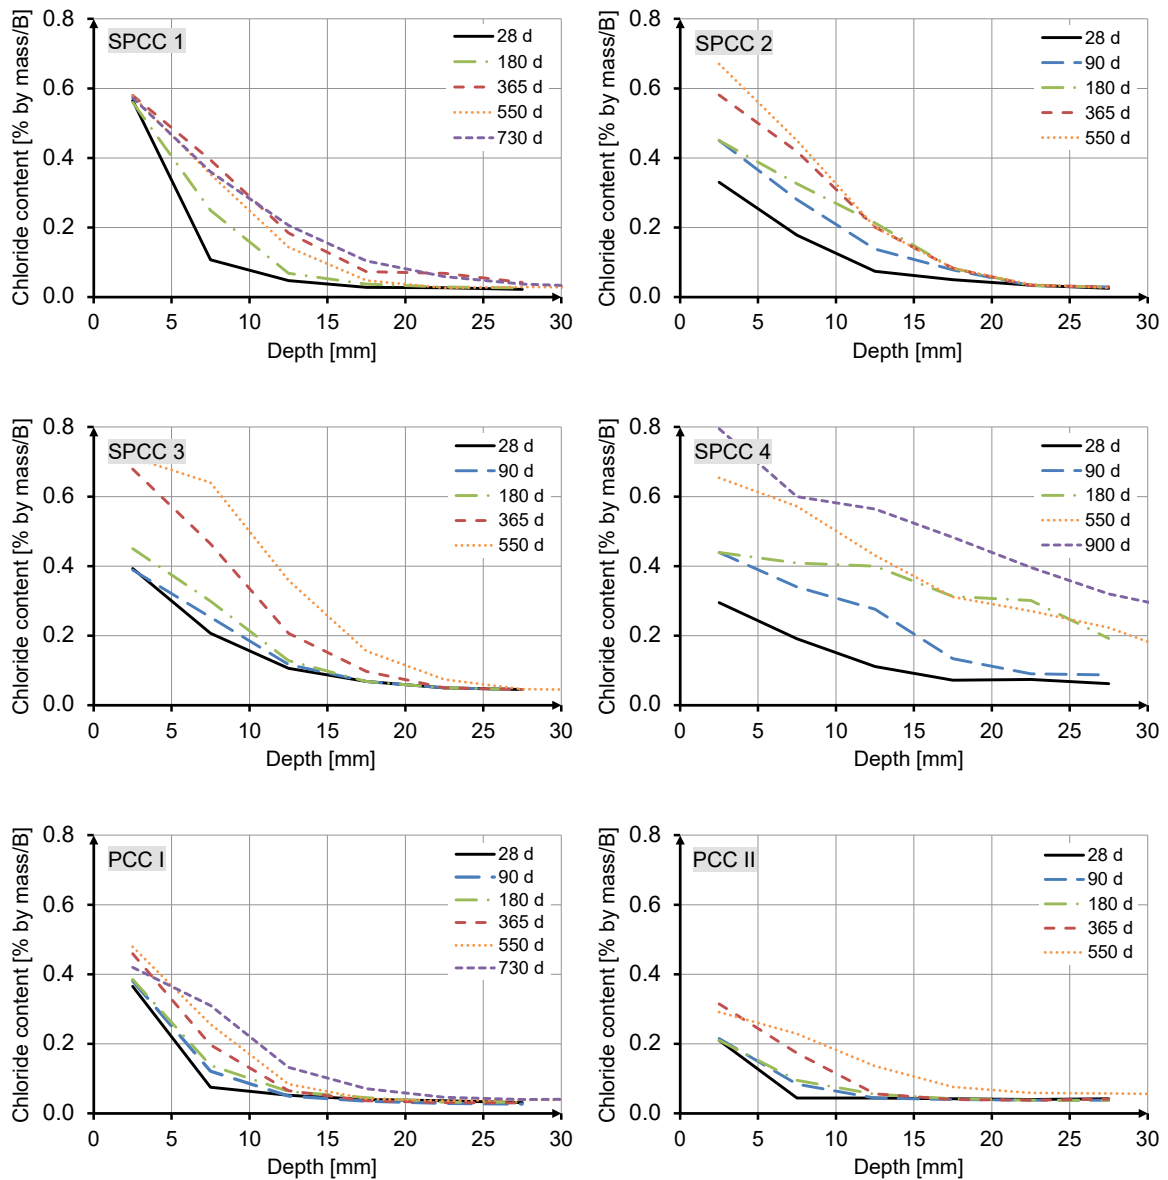 SPCC 1
Chloride content [% by mass/B]
0.8
0.6
0.4
0.2
0.0
0 5 10 15 20 25 30
Depth [mm]
28 d
180 d
365 d
550 d
730 d
SPCC 2
Chloride content [% by mass/B]
0.8
0.6
0.4
0.2
0.0
0 5 10 15 20 25 30
Depth [mm]
28 d
90 d
180 d
365 d
550 d
SPCC 3
Chloride content [% by mass/B]
0.8
0.6
0.4
0.2
0.0
0 5 10 15 20 25 30
Depth [mm]
28 d
90 d
180 d
365 d
550 d
SPCC 4
Chloride content [% by mass/B]
0.8
0.6
0.4
0.2
0.0
0 5 10 15 20 25 30
Depth [mm]
28 d
90 d
180 d
550 d
900 d
PCC I
Chloride content [% by mass/B]
0.8
0.6
0.4
0.2
0.0
0 5 10 15 20 25 30
Depth [mm]
28 d
90 d
180 d
365 d
550 d
730 d
PCC II
Chloride content [% by mass/B]
0.8
0.6
0.4
0.2
0.0
0 5 10 15 20 25 30
Depth [mm]
28 d
90 d
180 d
365 d
550 d